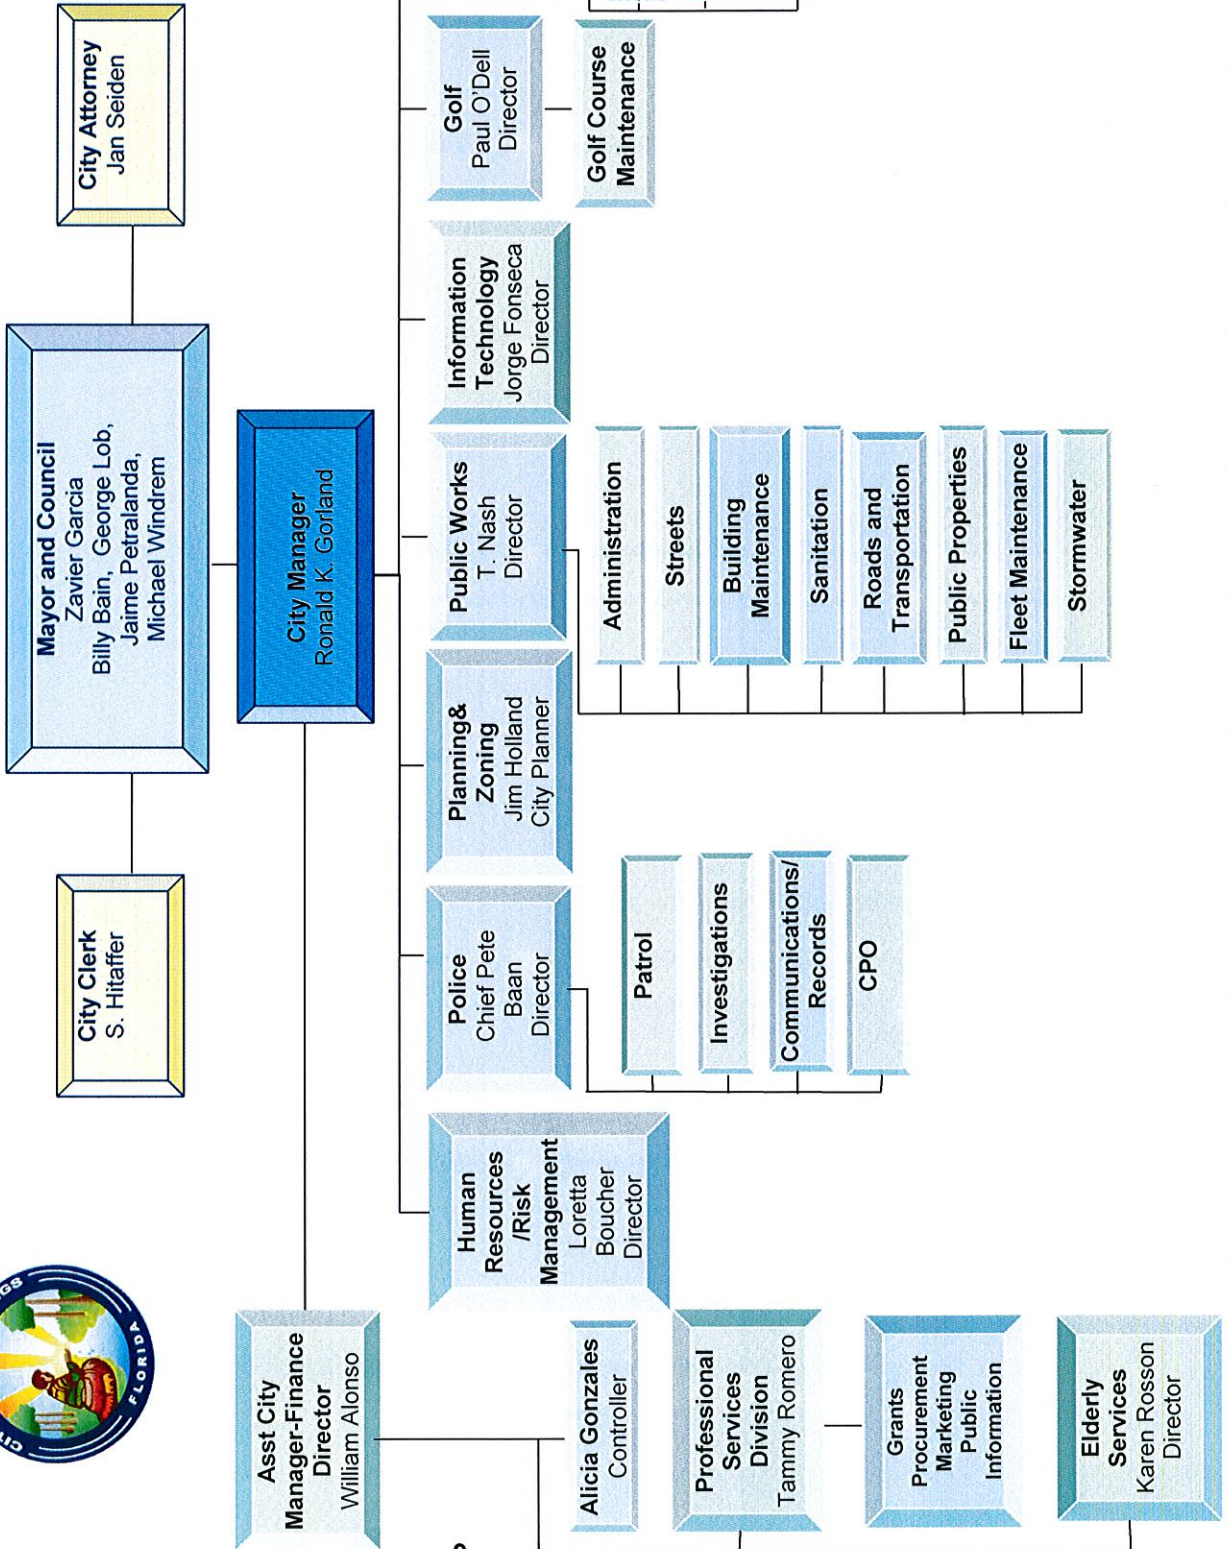 City Clerk
S. Hitaffer
Mayor and Council
Zavier Garcia
Billy Bain, George Lob,
Jaime Petralanda,
Michael Windrem
City Attorney
Jan Seiden
FLORIDA
Asst City
Manager-Finance
Director
William Alonso
City Manager
Ronald K. Gorland
Human
Resources
/Risk
Management
Loretta
Boucher
Director
Police
Chief Pete
Baan
Director
Planning&
Zoning
Jim Holland
City Planner
Public Works
T. Nash
Director
Information
Technology
Jorge Fonseca
Director
Golf
Paul O'Dell
Director
Alicia Gonzales
Controller
Professional
Services
Division
Tammy Romero
Grants
Procurement
Marketing
Public
Information
Elderly
Services
Karen Rosson
Director
Patrol
Investigations
Communications/
Records
CPO
Administration
Streets
Building
Maintenance
Sanitation
Roads and
Transportation
Public Properties
Fleet Maintenance
Stormwater
Golf Course
Maintenance